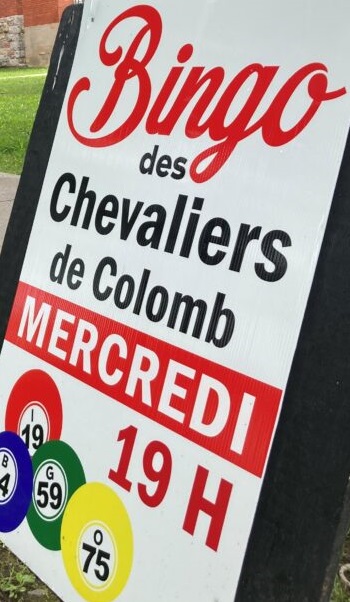 Bingo
des
Chevaliers
de Colomb
MERCREDI
19 H
I
19
B
4
G
59
O
75